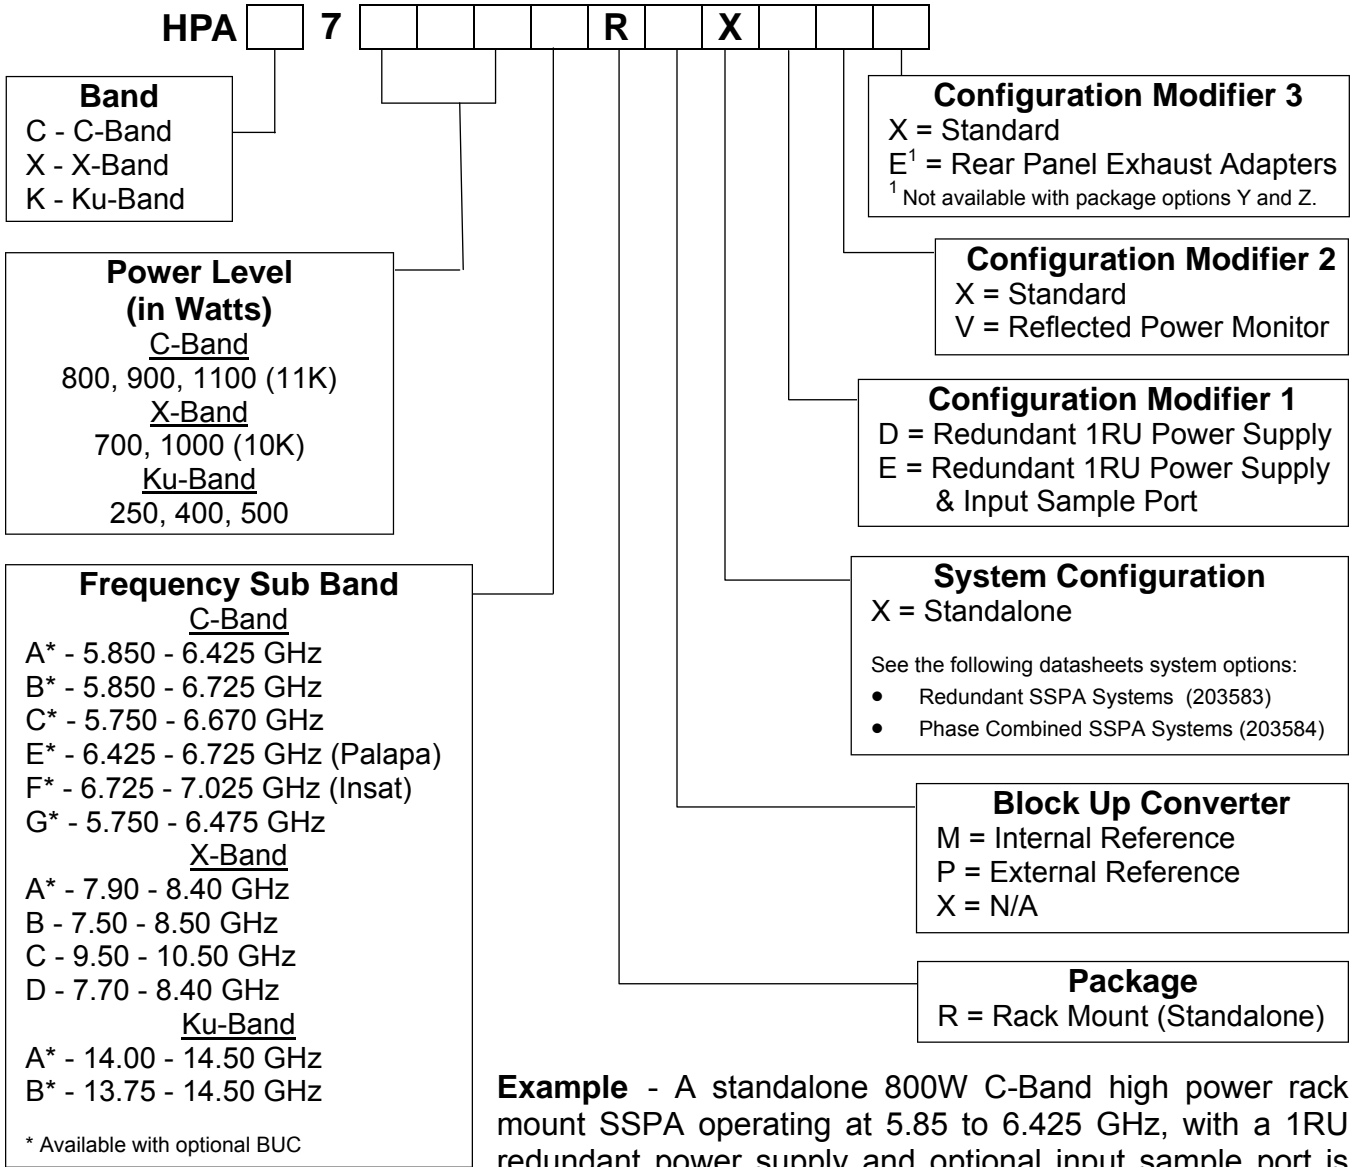 HPA 7 R X
Band
C - C-Band
X - X-Band
K - Ku-Band
Power Level
(in Watts)
C-Band
800, 900, 1100 (11K)
X-Band
700, 1000 (10K)
Ku-Band
250, 400, 500
Frequency Sub Band
C-Band
A* - 5.850 - 6.425 GHz
B* - 5.850 - 6.725 GHz
C* - 5.750 - 6.670 GHz
E* - 6.425 - 6.725 GHz (Palapa)
F* - 6.725 - 7.025 GHz (Insat)
G* - 5.750 - 6.475 GHz
X-Band
A* - 7.90 - 8.40 GHz
B - 7.50 - 8.50 GHz
C - 9.50 - 10.50 GHz
D - 7.70 - 8.40 GHz
Ku-Band
A* - 14.00 - 14.50 GHz
B* - 13.75 - 14.50 GHz
* Available with optional BUC
Configuration Modifier 3
X = Standard
E¹ = Rear Panel Exhaust Adapters
¹ Not available with package options Y and Z.
Configuration Modifier 2
X = Standard
V = Reflected Power Monitor
Configuration Modifier 1
D = Redundant 1RU Power Supply
E = Redundant 1RU Power Supply
& Input Sample Port
System Configuration
X = Standalone
See the following datasheets system options:
• Redundant SSPA Systems (203583)
• Phase Combined SSPA Systems (203584)
Block Up Converter
M = Internal Reference
P = External Reference
X = N/A
Package
R = Rack Mount (Standalone)
Example - A standalone 800W C-Band high power rack
mount SSPA operating at 5.85 to 6.425 GHz, with a 1RU
redundant power supply and optional input sample port is